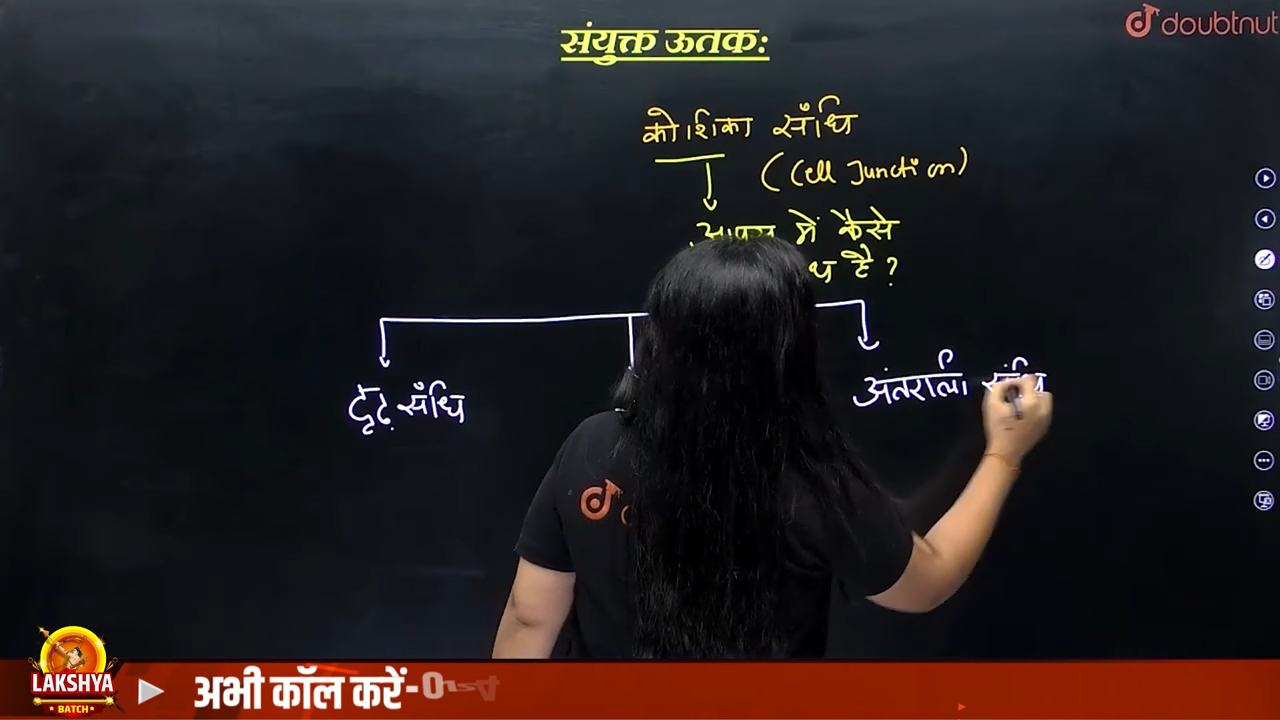 doubtnut
संयुक्त ऊतक:
कोशिका संधि
(Cell Junction)
में कैसे
है ?
दृढ़ संधि
अंतराली संधि
LAKSHYA
BATCH
अभी कॉल करें-